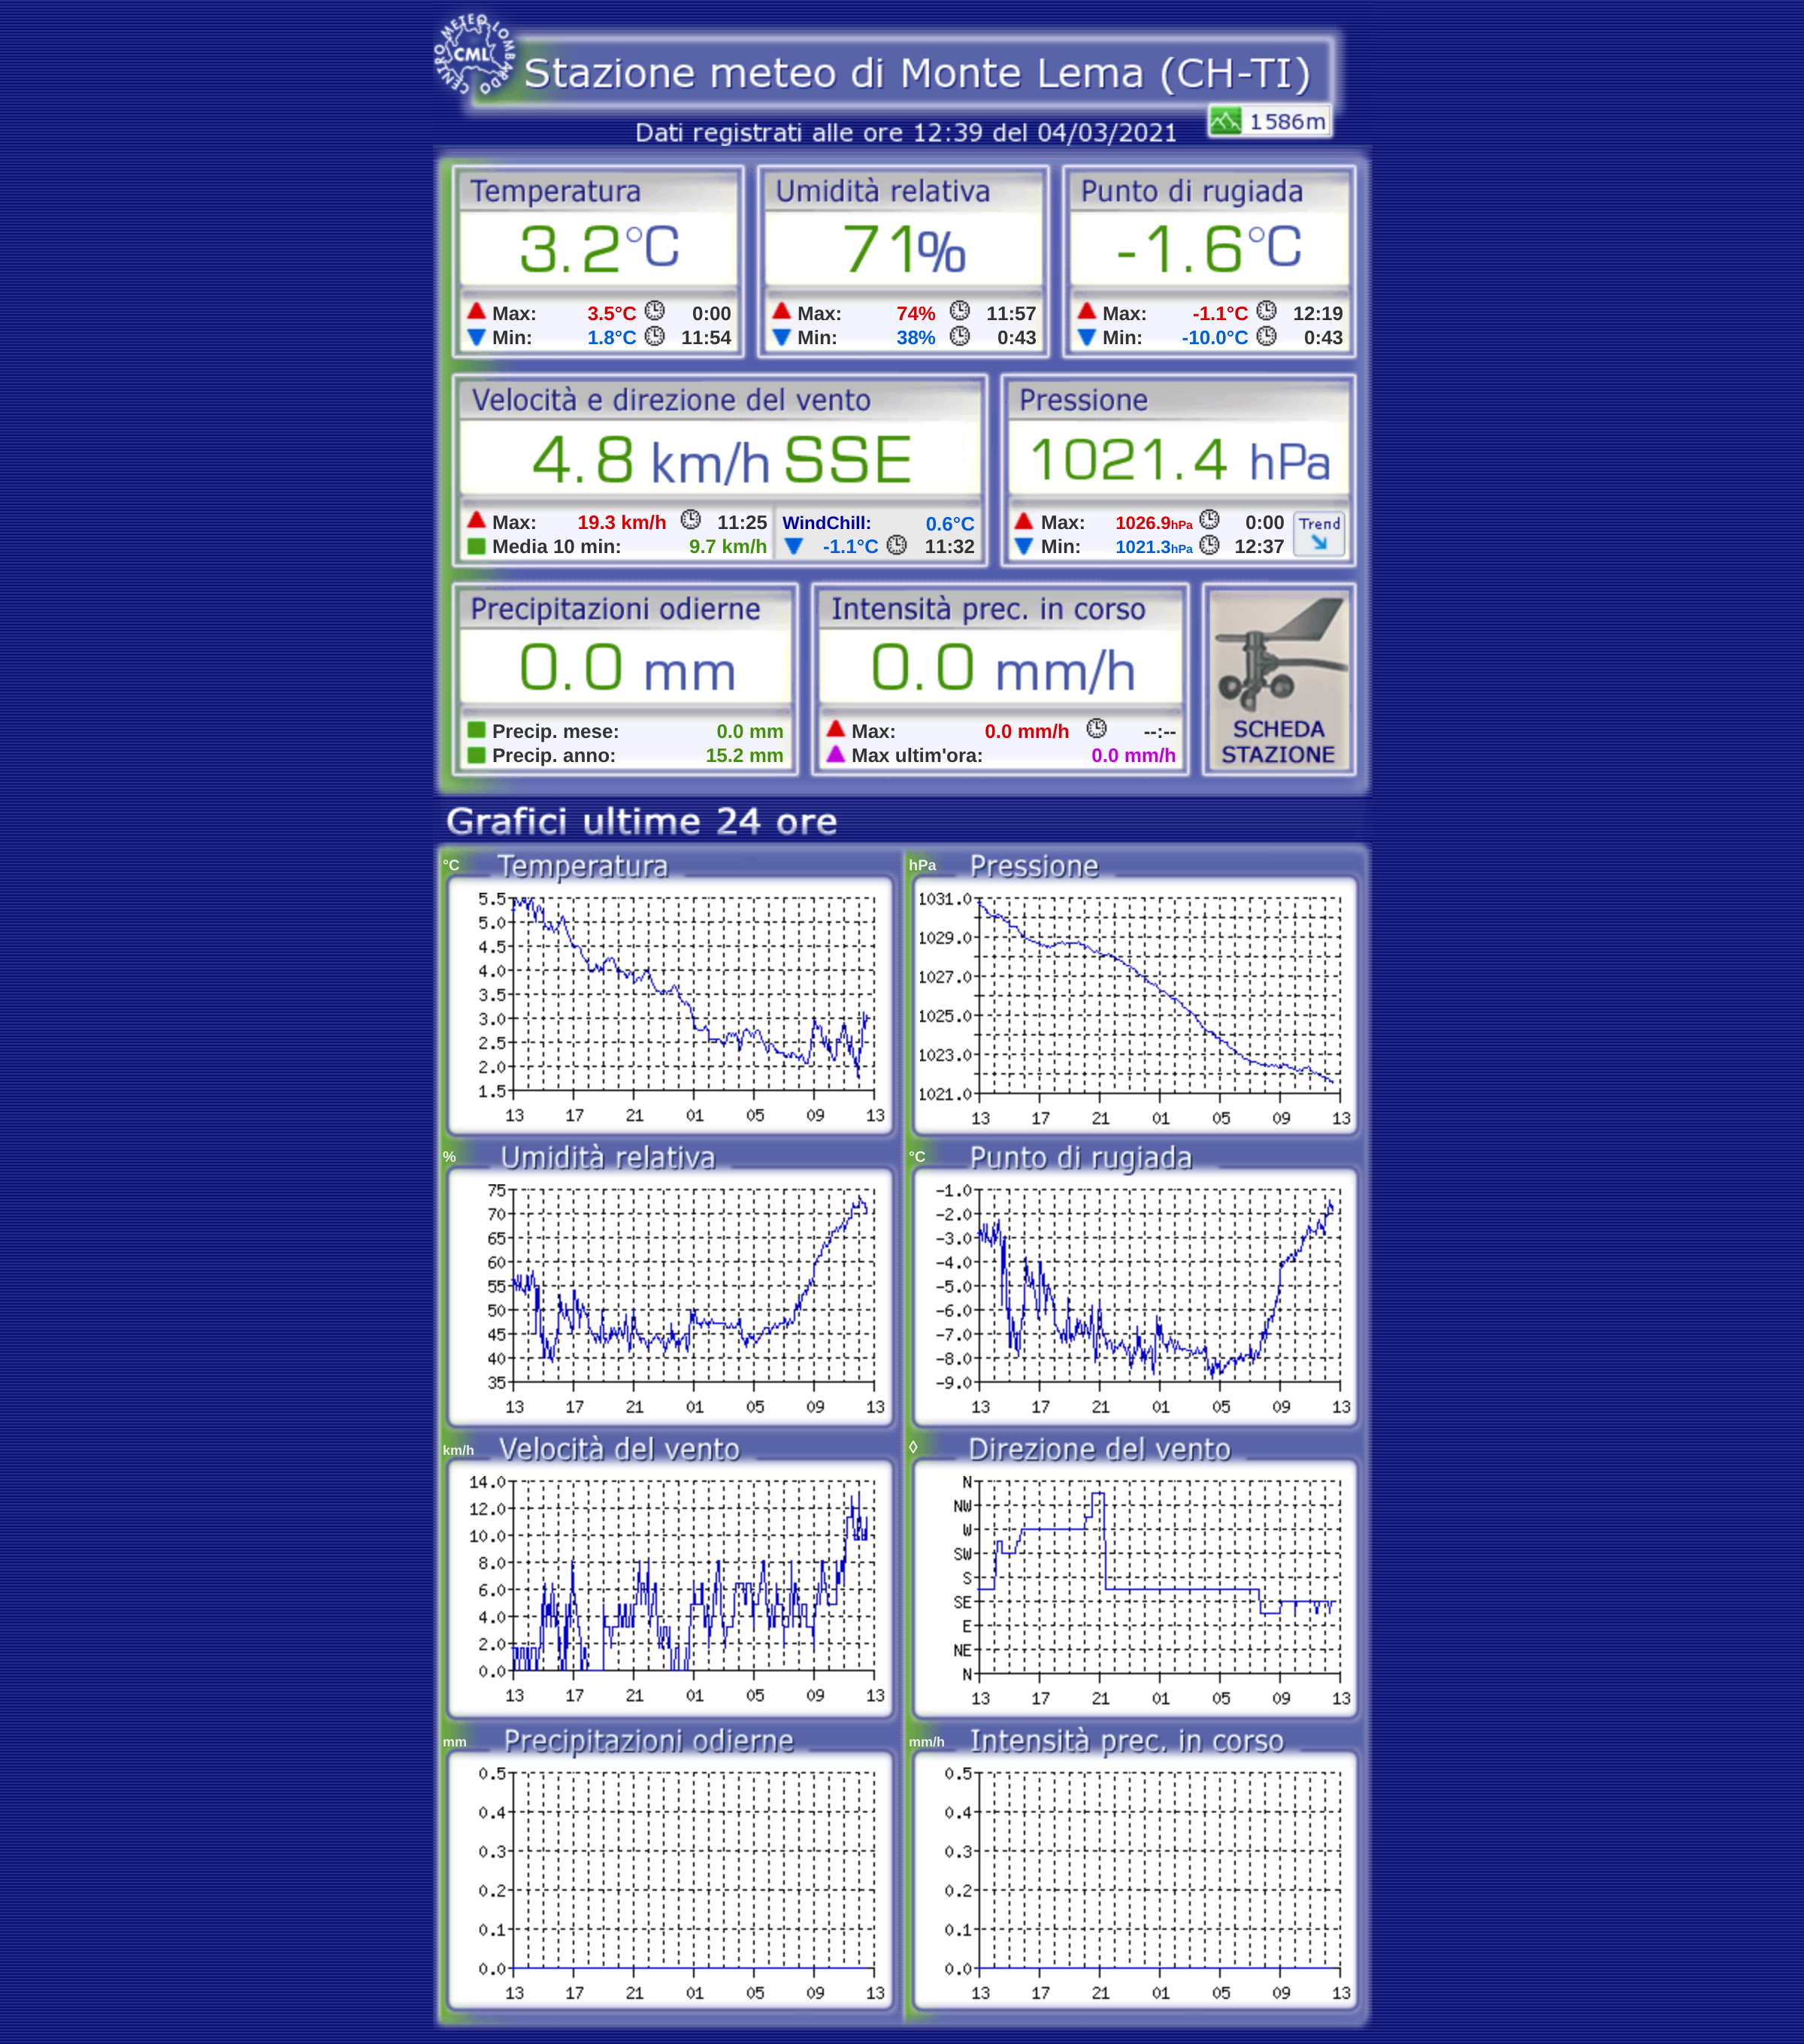 CENTRO METEO LOMBARDO
CML
Stazione meteo di Monte Lema (CH-TI)
1586m
Dati registrati alle ore 12:39 del 04/03/2021
Temperatura Umidità relativa Punto di rugiada
3.2°C 71% -1.6°C
Max: 3.5°C 0:00 Max: 74% 11:57 Max: -1.1°C 12:19
Min: 1.8°C 11:54 Min: 38% 0:43 Min: -10.0°C 0:43
Velocità e direzione del vento Pressione
4.8 km/h SSE 1021.4 hPa
Max: 19.3 km/h 11:25 WindChill: 0.6°C Max: 1026.9hPa 0:00 Trend
Media 10 min: 9.7 km/h -1.1°C 11:32 Min: 1021.3hPa 12:37
Precipitazioni odierne Intensità prec. in corso
0.0 mm 0.0 mm/h
Precip. mese: 0.0 mm Max: 0.0 mm/h --:-- SCHEDA
Precip. anno: 15.2 mm Max ultim'ora: 0.0 mm/h STAZIONE
Grafici ultime 24 ore
°C Temperatura
5.5
5.0
4.5
4.0
3.5
3.0
2.5
2.0
1.5
13 17 21 01 05 09 13
hPa Pressione
1031.0
1029.0
1027.0
1025.0
1023.0
1021.0
13 17 21 01 05 09 13
% Umidità relativa
75
70
65
60
55
50
45
40
35
13 17 21 01 05 09 13
°C Punto di rugiada
-1.0
-2.0
-3.0
-4.0
-5.0
-6.0
-7.0
-8.0
-9.0
13 17 21 01 05 09 13
km/h Velocità del vento
14.0
12.0
10.0
8.0
6.0
4.0
2.0
0.0
13 17 21 01 05 09 13
◊ Direzione del vento
N
NW
W
SW
S
SE
E
NE
N
13 17 21 01 05 09 13
mm Precipitazioni odierne
0.5
0.4
0.3
0.2
0.1
0.0
13 17 21 01 05 09 13
mm/h Intensità prec. in corso
0.5
0.4
0.3
0.2
0.1
0.0
13 17 21 01 05 09 13